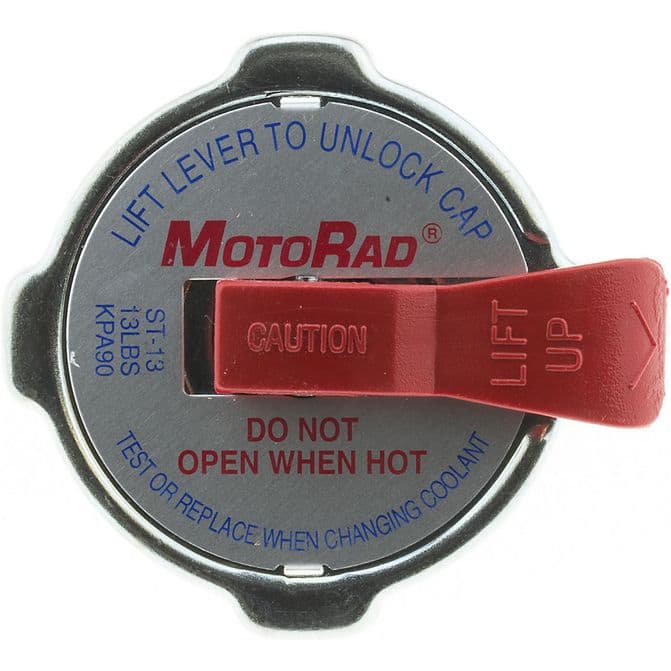 LIFT LEVER TO UNLOCK CAP
MOTORAD®
ST-13
13LBS
KPA90
CAUTION
LIFT
UP
DO NOT
OPEN WHEN HOT
TEST OR REPLACE WHEN CHANGING COOLANT